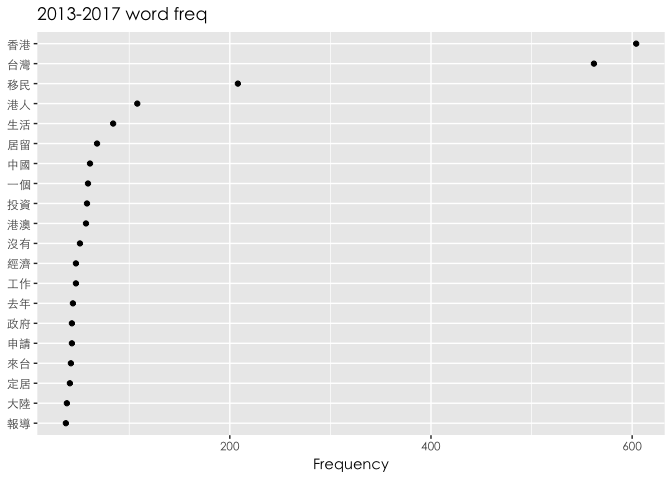 2013-2017 word freq
香港
台灣
移民
港人
生活
居留
中國
一個
投資
港澳
沒有
經濟
工作
去年
政府
申請
來台
定居
大陸
報導
200 400 600
Frequency